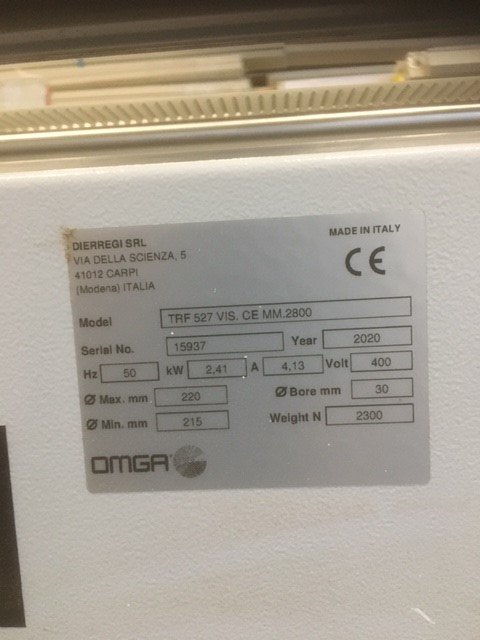 MADE IN ITALY
DIERREGI SRL
VIA DELLA SCIENZA, 5
41012 CARPI
(Modena) ITALIA
CE
Model TRF 527 VIS. CE MM.2800
Serial No. 15937 Year 2020
Hz 50 kW 2,41 A 4,13 Volt 400
Ø Max. mm 220 Ø Bore mm 30
Ø Min. mm 215 Weight N 2300
OMGA